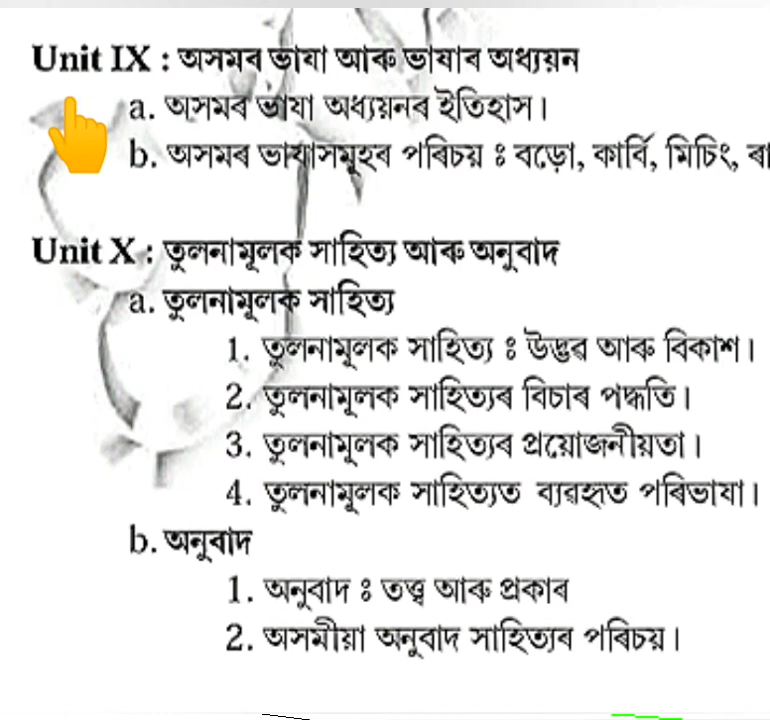 Unit IX : অসমৰ ভাষা আৰু ভাষাৰ অধ্যয়ন
a. অসমৰ ভাষা অধ্যয়নৰ ইতিহাস।
b. অসমৰ ভাষাসমূহৰ পৰিচয় ঃ বড়ো, কাৰ্বি, মিচিং, ৰা
Unit X : তুলনামূলক সাহিত্য আৰু অনুবাদ
a. তুলনামূলক সাহিত্য
1. তুলনামূলক সাহিত্য ঃ উদ্ভৱ আৰু বিকাশ।
2. তুলনামূলক সাহিত্যৰ বিচাৰ পদ্ধতি।
3. তুলনামূলক সাহিত্যৰ প্ৰয়োজনীয়তা।
4. তুলনামূলক সাহিত্যত ব্যৱহৃত পৰিভাষা।
b. অনুবাদ
1. অনুবাদ ঃ তত্ত্ব আৰু প্ৰকাৰ
2. অসমীয়া অনুবাদ সাহিত্যৰ পৰিচয়।